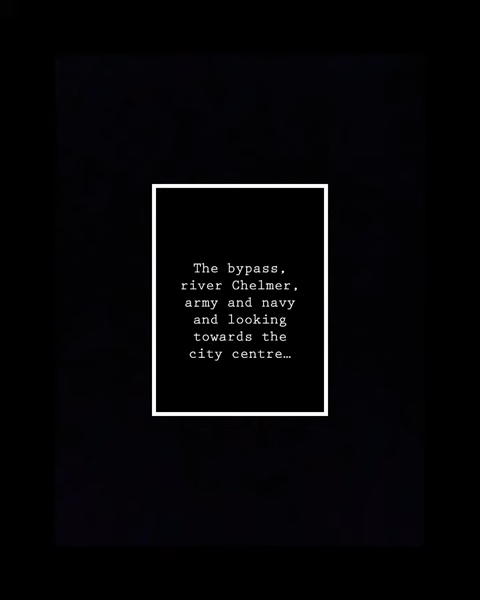 The bypass,
river Chelmer,
army and navy
and looking
towards the
city centre…